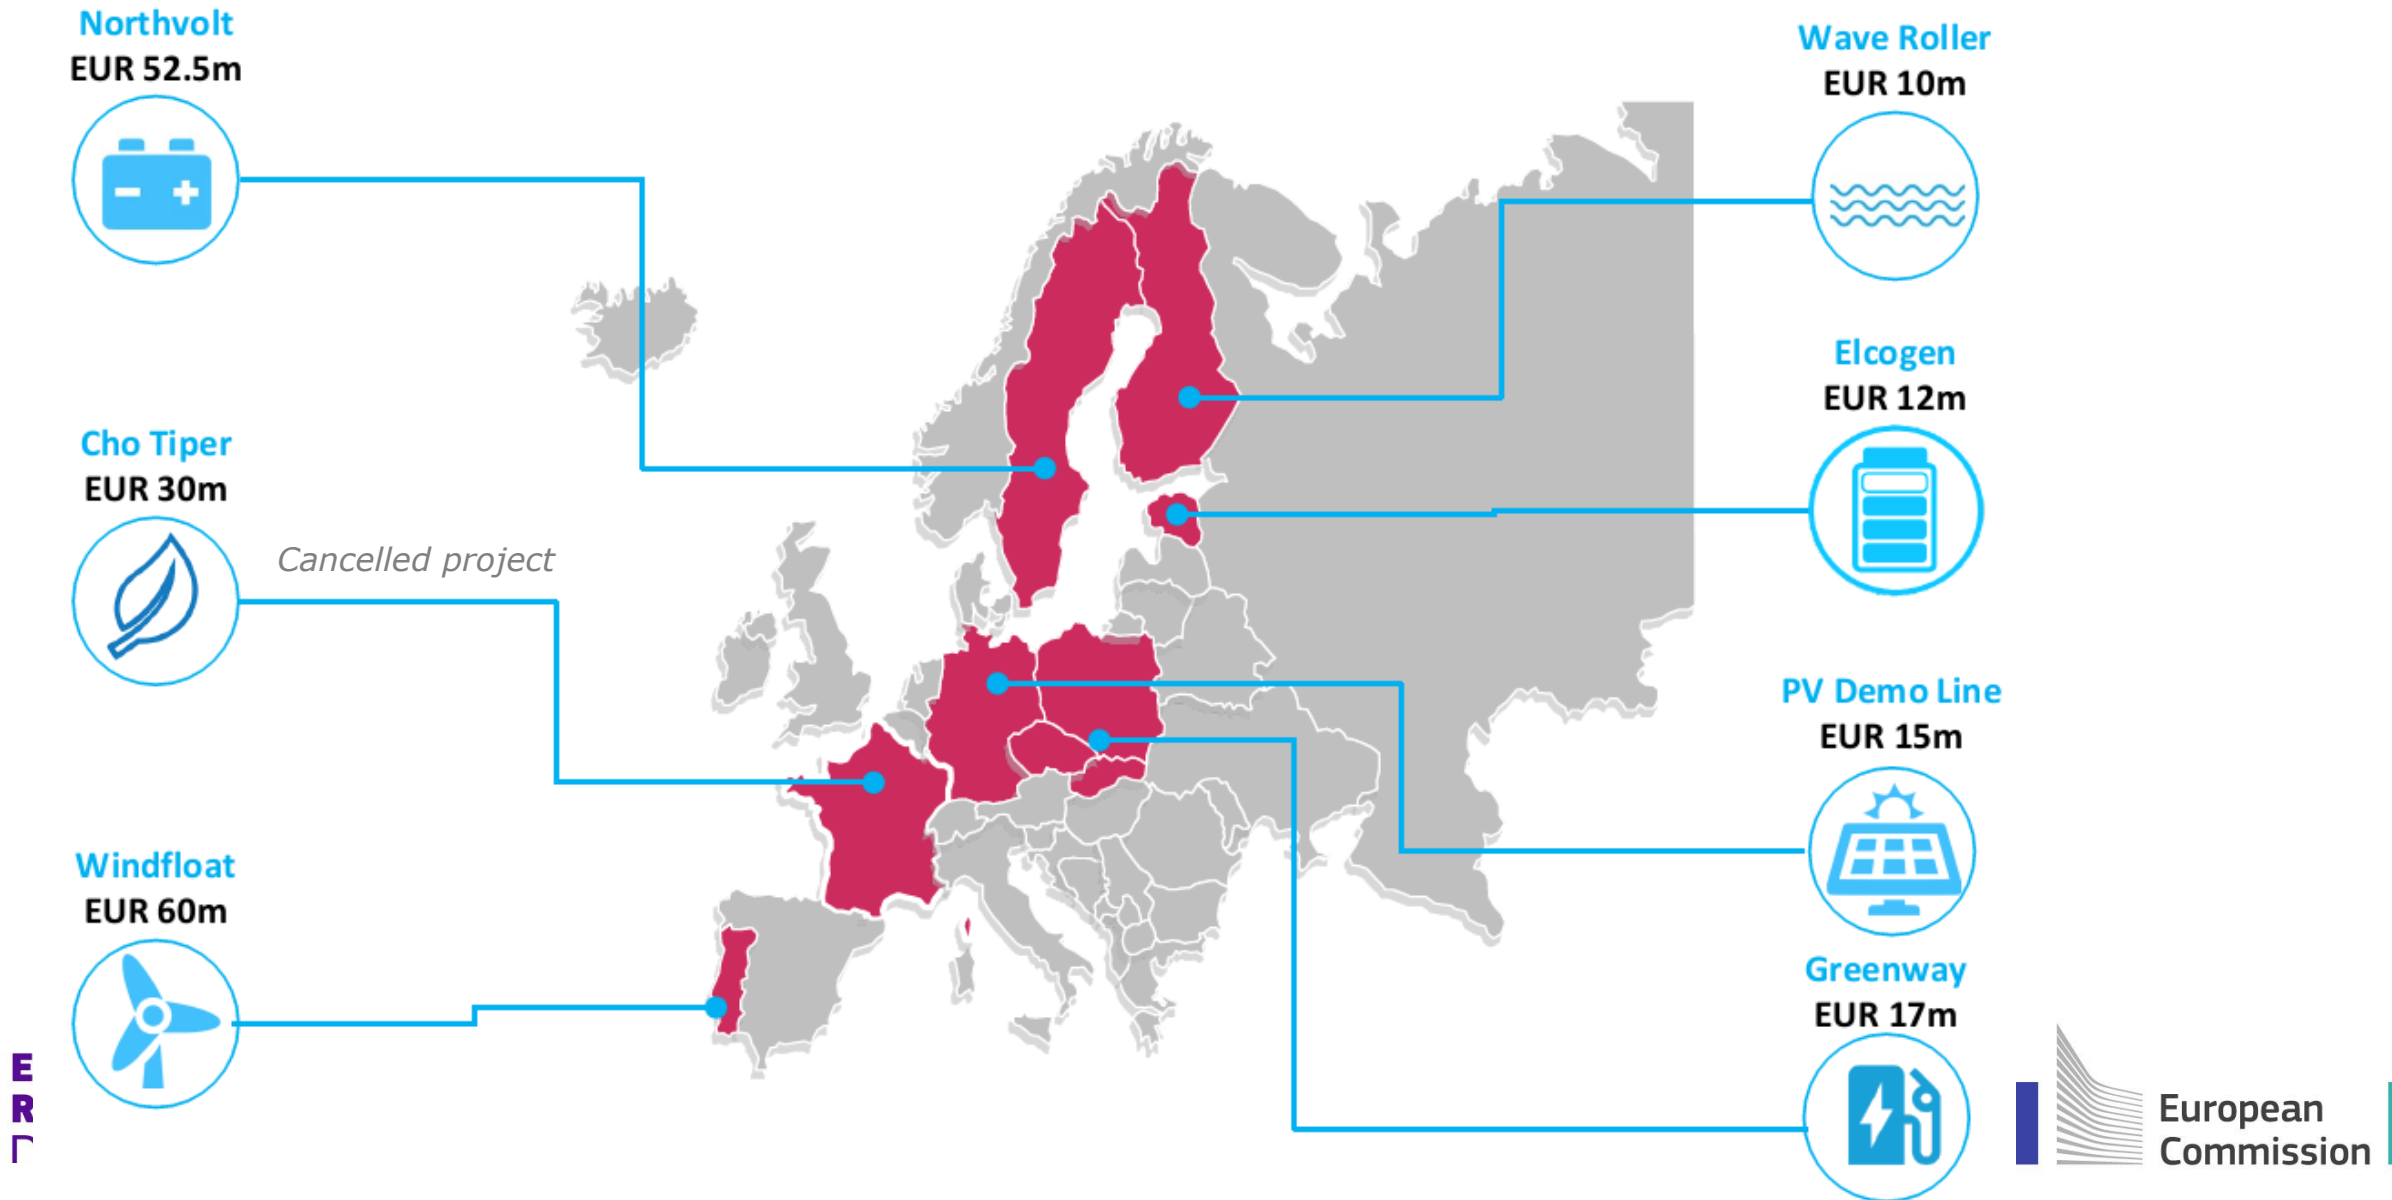 Northvolt
EUR 52.5m
Cho Tiper
EUR 30m
Cancelled project
Windfloat
EUR 60m
Wave Roller
EUR 10m
Elcogen
EUR 12m
PV Demo Line
EUR 15m
Greenway
EUR 17m
E
R
European
Commission